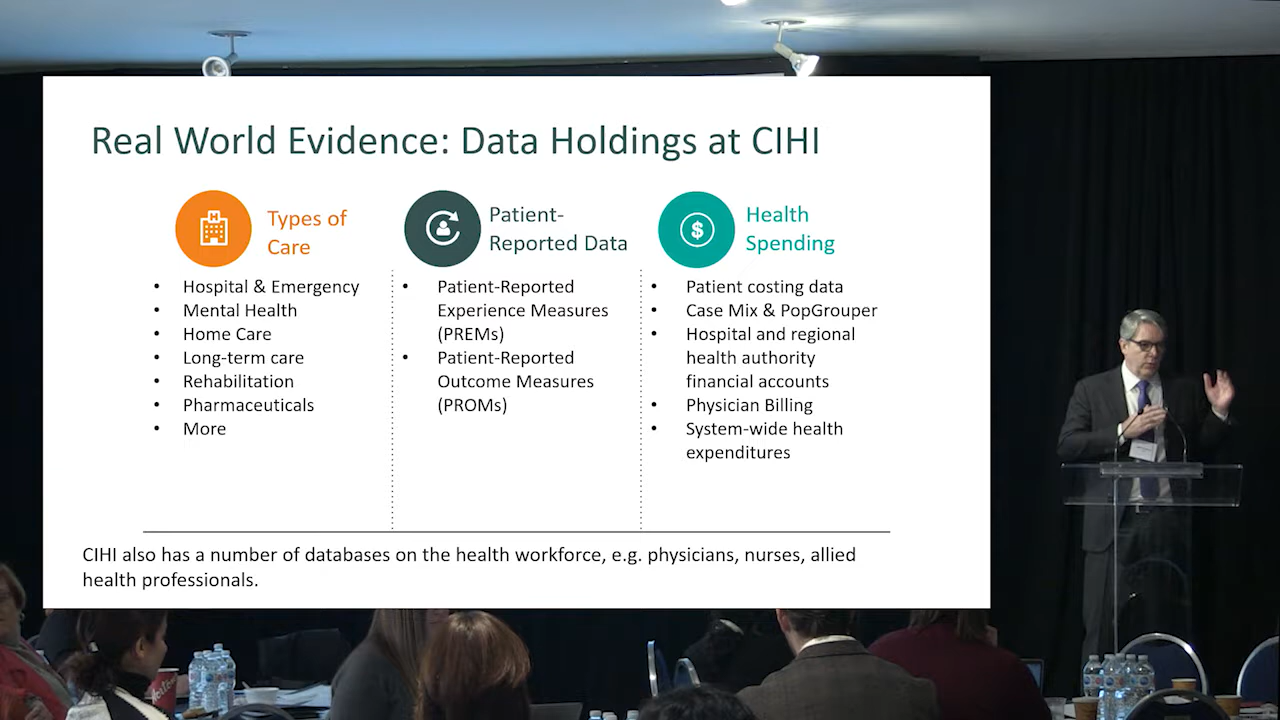 Real World Evidence: Data Holdings at CIHI
Types of
Care
• Hospital & Emergency
• Mental Health
• Home Care
• Long-term care
• Rehabilitation
• Pharmaceuticals
• More
Patient-
Reported Data
• Patient-Reported
Experience Measures
(PREMs)
• Patient-Reported
Outcome Measures
(PROMs)
$
Health
Spending
• Patient costing data
• Case Mix & PopGrouper
• Hospital and regional
health authority
financial accounts
• Physician Billing
• System-wide health
expenditures
CIHI also has a number of databases on the health workforce, e.g. physicians, nurses, allied
health professionals.